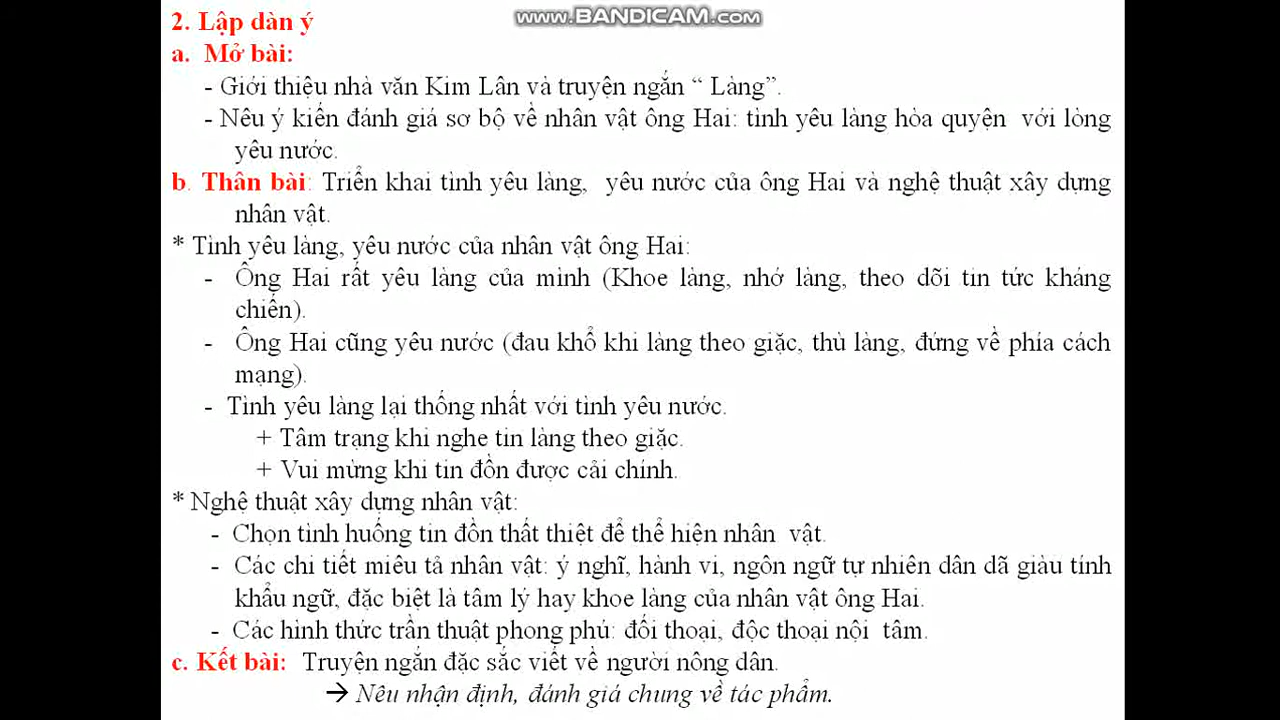 www.BANDICAM.com
2. Lập dàn ý
a. Mở bài:
- Giới thiệu nhà văn Kim Lân và truyện ngắn “ Làng”.
- Nêu ý kiến đánh giá sơ bộ về nhân vật ông Hai: tình yêu làng hòa quyện với lòng
yêu nước.
b. Thân bài: Triển khai tình yêu làng, yêu nước của ông Hai và nghệ thuật xây dựng
nhân vật.
* Tình yêu làng, yêu nước của nhân vật ông Hai:
- Ông Hai rất yêu làng của mình (Khoe làng, nhớ làng, theo dõi tin tức kháng
chiến).
- Ông Hai cũng yêu nước (đau khổ khi làng theo giặc, thù làng, đứng về phía cách
mạng).
- Tình yêu làng lại thống nhất với tình yêu nước.
+ Tâm trạng khi nghe tin làng theo giặc.
+ Vui mừng khi tin đồn được cải chính.
* Nghệ thuật xây dựng nhân vật:
- Chọn tình huống tin đồn thất thiệt để thể hiện nhân vật.
- Các chi tiết miêu tả nhân vật: ý nghĩ, hành vi, ngôn ngữ tự nhiên dân dã giàu tính
khẩu ngữ, đặc biệt là tâm lý hay khoe làng của nhân vật ông Hai.
- Các hình thức trần thuật phong phú: đối thoại, độc thoại nội tâm.
c. Kết bài: Truyện ngắn đặc sắc viết về người nông dân.
→ Nêu nhận định, đánh giá chung về tác phẩm.